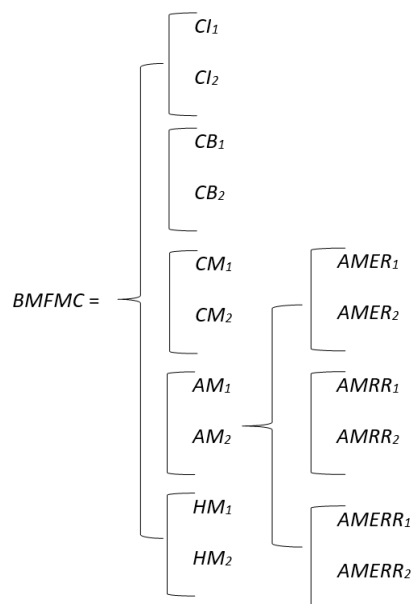 CI₁
CI₂
CB₁
CB₂
CM₁
AMER₁
BMFMC =
CM₂
AMER₂
AM₁
AMRR₁
AM₂
AMRR₂
HM₁
AMERR₁
HM₂
AMERR₂